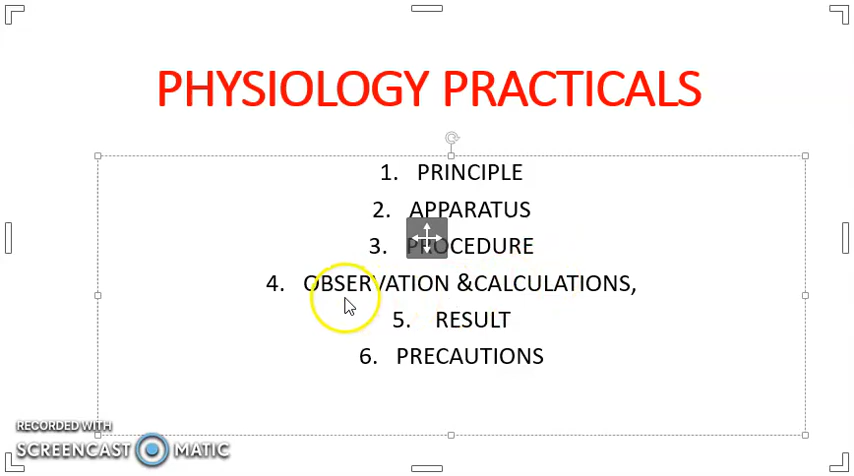 PHYSIOLOGY PRACTICALS
1. PRINCIPLE
2. APPARATUS
3. PROCEDURE
4. OBSERVATION &CALCULATIONS,
5. RESULT
6. PRECAUTIONS
RECORDED WITH
SCREENCAST MATIC